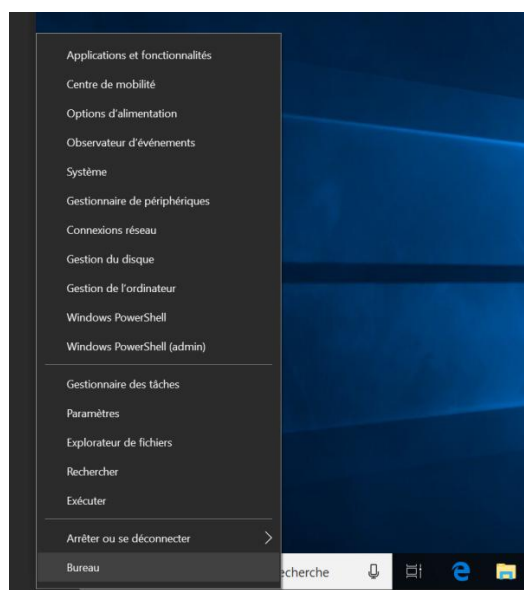 Applications et fonctionnalités
Centre de mobilité
Options d'alimentation
Observateur d'événements
Système
Gestionnaire de périphériques
Connexions réseau
Gestion du disque
Gestion de l'ordinateur
Windows PowerShell
Windows PowerShell (admin)
Gestionnaire des tâches
Paramètres
Explorateur de fichiers
Rechercher
Exécuter
Arrêter ou se déconnecter
Bureau
echerche